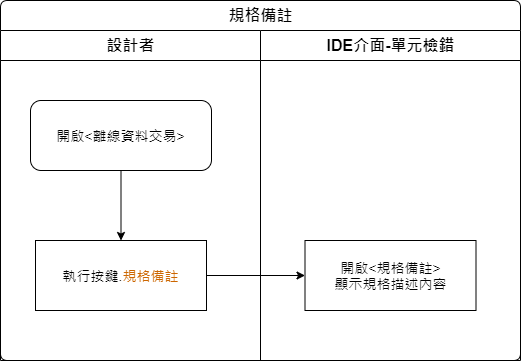 規格備註
設計者
IDE介面-單元檢錯
開啟<離線資料交易>
執行按鍵.規格備註
開啟<規格備註>
顯示規格描述內容